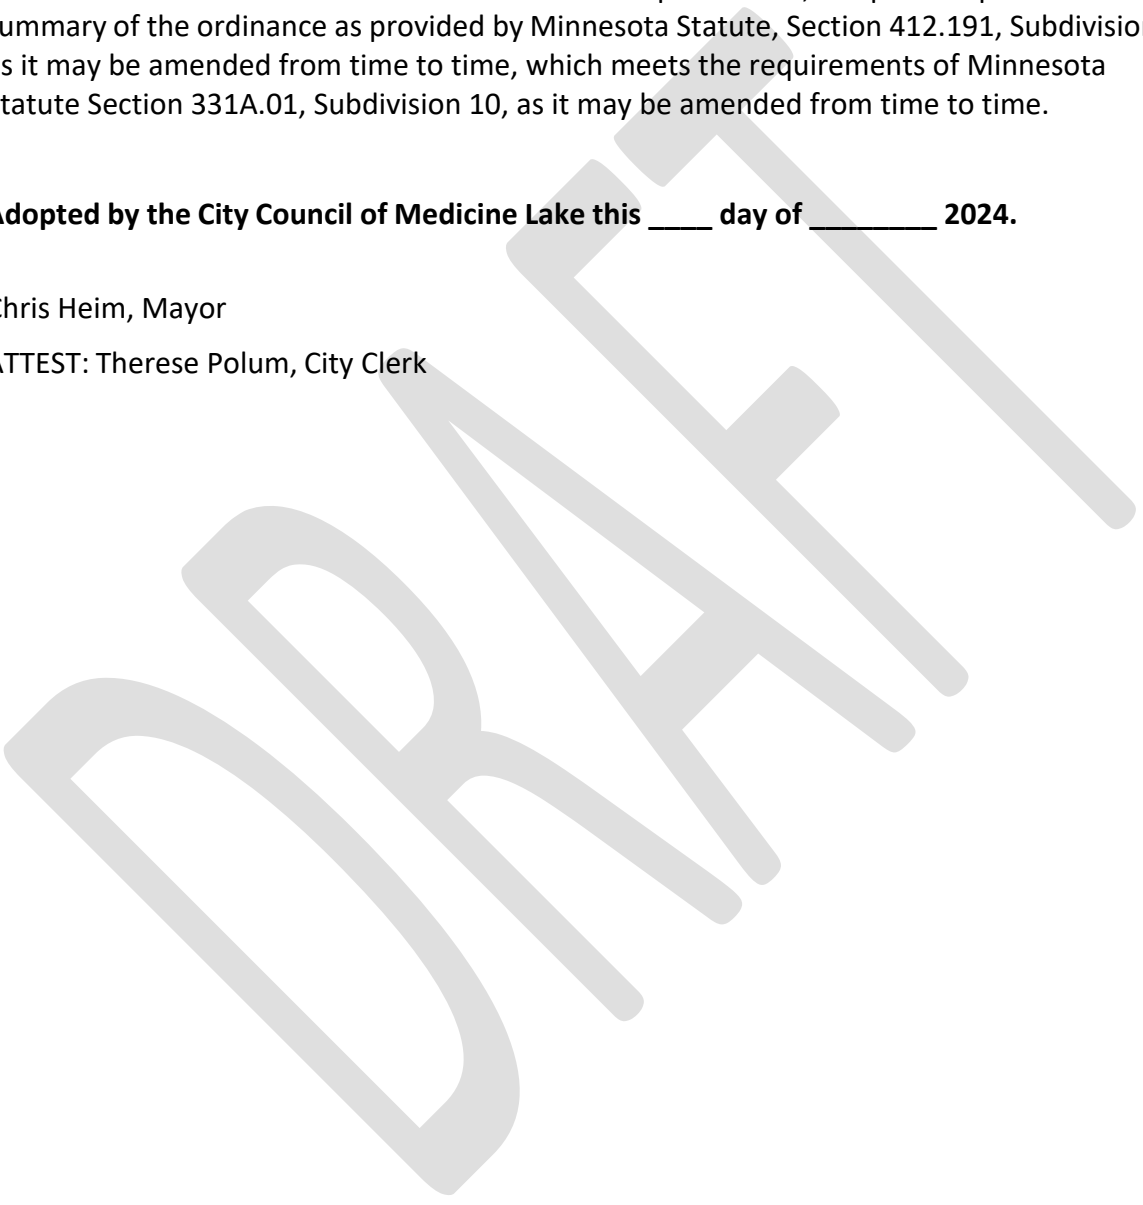 ummary of the ordinance as provided by Minnesota Statute, Section 412.191, Subdivision
s it may be amended from time to time, which meets the requirements of Minnesota
tatute Section 331A.01, Subdivision 10, as it may be amended from time to time.
Adopted by the City Council of Medicine Lake this ____ day of ________ 2024.
Chris Heim, Mayor
ATTEST: Therese Polum, City Clerk
DRAFT